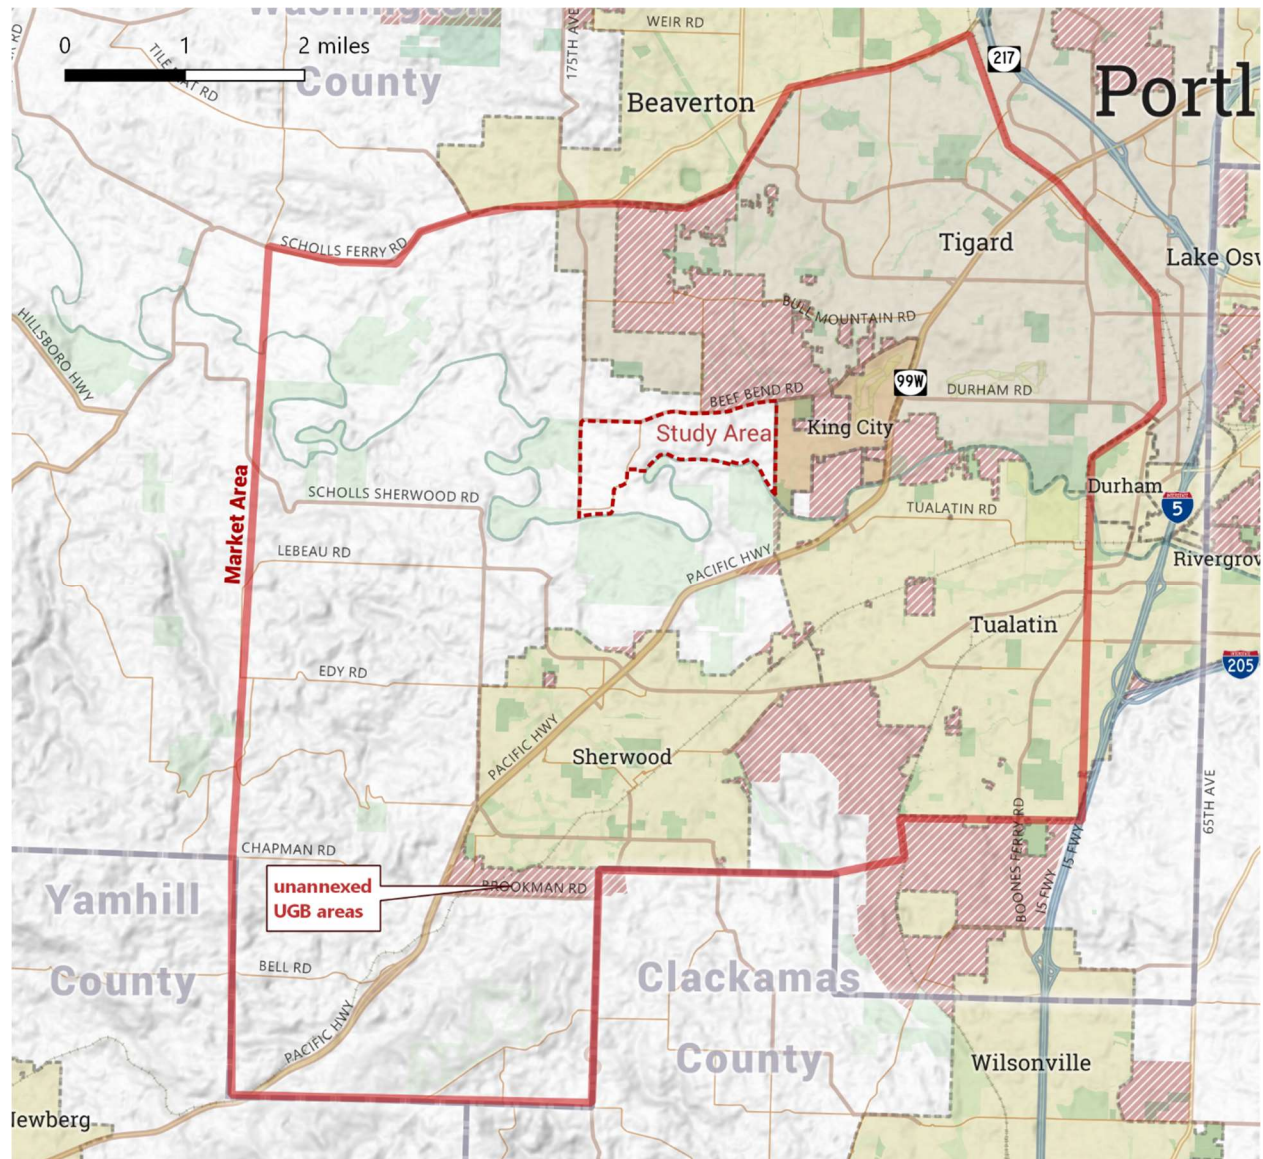 Washington
County
0 1 2 miles
TILE FLAT RD
RD
175TH AVE
WEIR RD
Beaverton
217
Portl
SCHOLLS FERRY RD
Tigard
Lake Osw
HILLSBORO HWY
BULL MOUNTAIN RD
99W
BEEF BEND RD
DURHAM RD
Study Area
King City
Market Area
SCHOLLS SHERWOOD RD
Durham
TUALATIN RD
5
LEBEAU RD
PACIFIC HWY
Rivergrov
Tualatin
205
EDY RD
PACIFIC HWY
Sherwood
65TH AVE
CHAPMAN RD
BOONES FERRY RD
I5 FWY
I5 FWY
unannexed
UGB areas
BROOKMAN RD
Yamhill
County
BELL RD
Clackamas
County
PACIFIC HWY
Wilsonville
Newberg